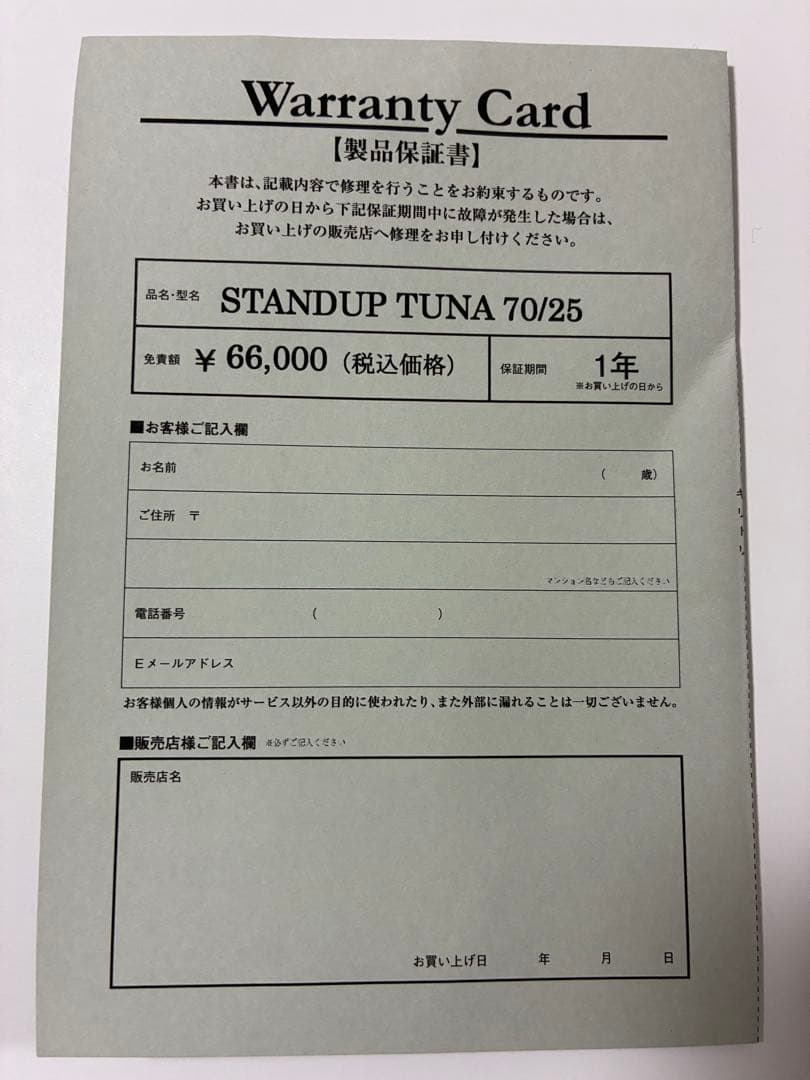 Warranty Card
【製品保証書】
本書は、記載内容で修理を行うことをお約束するものです。
お買い上げの日から下記保証期間中に故障が発生した場合は、
お買い上げの販売店へ修理をお申し付けください。
品名・型名 STANDUP TUNA 70/25
免責額 ￥66,000（税込価格） 保証期間 1年
※お買い上げの日から
■お客様ご記入欄
お名前 （ 歳）
ご住所 〒
マンション名などもご記入ください
電話番号 （ ）
Eメールアドレス
お客様個人の情報がサービス以外の目的に使われたり、また外部に漏れることは一切ございません。
■販売店様ご記入欄 ※必ずご記入ください
販売店名
お買い上げ日 年 月 日
キリトリ